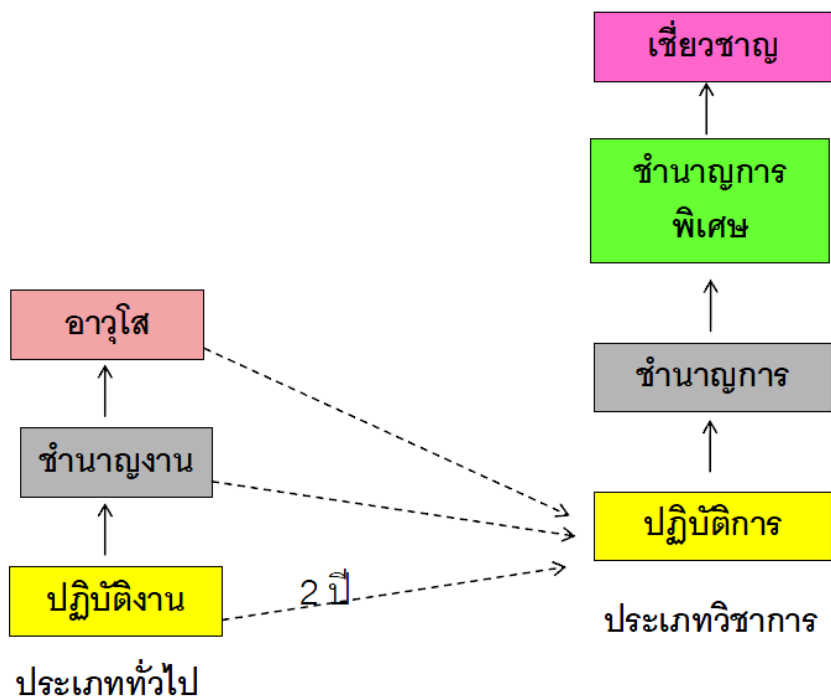 เชี่ยวชาญ
ชำนาญการ
พิเศษ
อาวุโส
ชำนาญการ
ชำนาญงาน
ปฏิบัติการ
ปฏิบัติงาน
2 ปี
ประเภทวิชาการ
ประเภททั่วไป